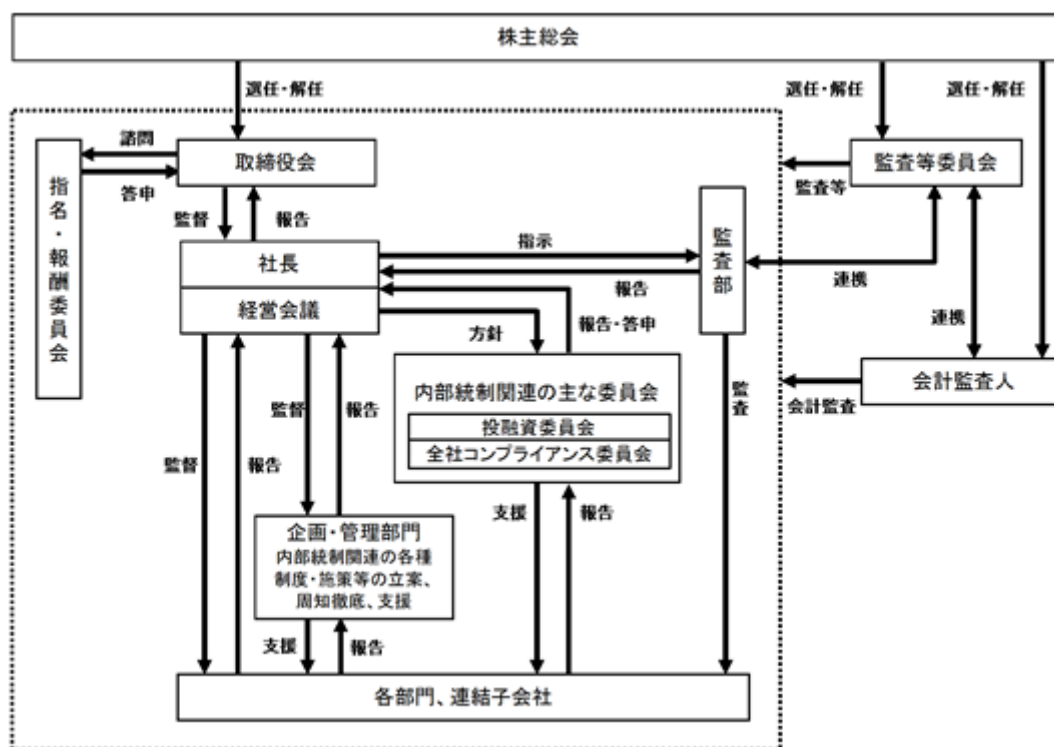 株主総会
選任・解任
選任・解任
選任・解任
諮問
取締役会
監査等委員会
答申
監査等
指名・報酬委員会
監督
報告
社長
指示
監査部
報告
連携
経営会議
報告・答申
方針
連携
内部統制関連の主な委員会
会計監査人
監督
報告
監査
会計監査
投融資委員会
全社コンプライアンス委員会
監督
報告
支援
報告
企画・管理部門
内部統制関連の各種
制度・施策等の立案、
周知徹底、支援
支援
報告
各部門、連結子会社